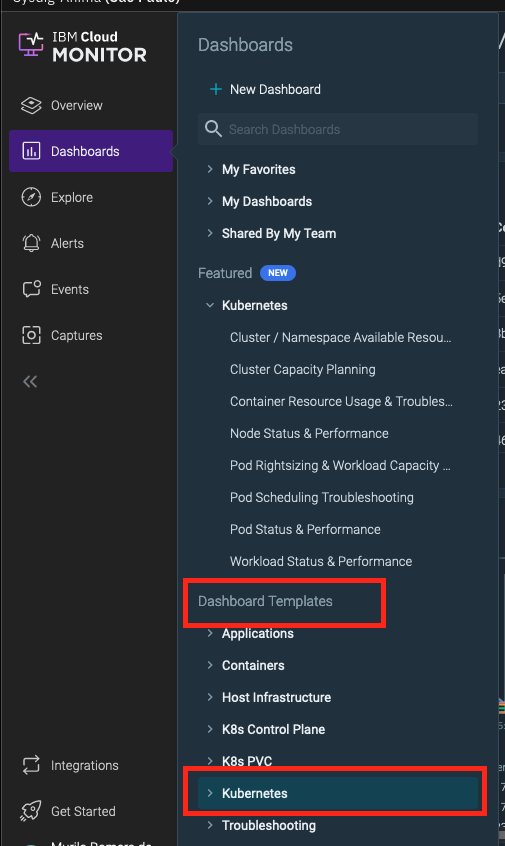 IBM Cloud
MONITOR
Overview
Dashboards
Explore
Alerts
Events
Captures
Integrations
Get Started
Dashboards
New Dashboard
Search Dashboards
My Favorites
My Dashboards
Shared By My Team
Featured NEW
Kubernetes
Cluster / Namespace Available Resou...
Cluster Capacity Planning
Container Resource Usage & Troubles...
Node Status & Performance
Pod Rightsizing & Workload Capacity ...
Pod Scheduling Troubleshooting
Pod Status & Performance
Workload Status & Performance
Dashboard Templates
Applications
Containers
Host Infrastructure
K8s Control Plane
K8s PVC
Kubernetes
Troubleshooting